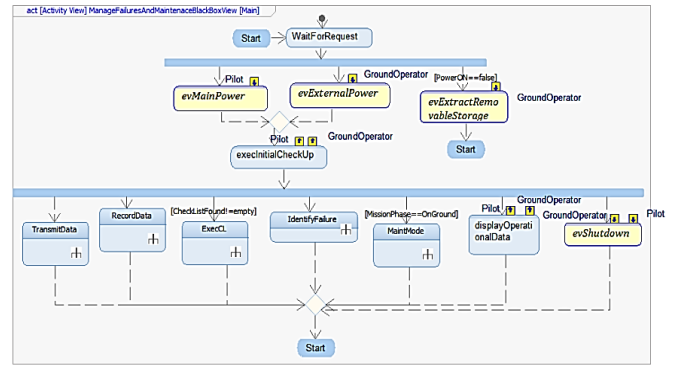 act [Activity View] ManageFailuresAndMaintenaceBlackBoxView [Main]
Start
WaitForRequest
Pilot
GroundOperator
[PowerON==false]
evMainPower
evExternalPower
evExtractRemo
vableStorage
GroundOperator
Pilot
GroundOperator
execInitialCheckUp
Start
GroundOperator
[CheckListFound!=empty]
[MissionPhase==OnGround]
Pilot
GroundOperator
Pilot
TransmitData
RecordData
ExecCL
IdentifyFailure
MaintMode
displayOperati
onalData
evShutdown
Start